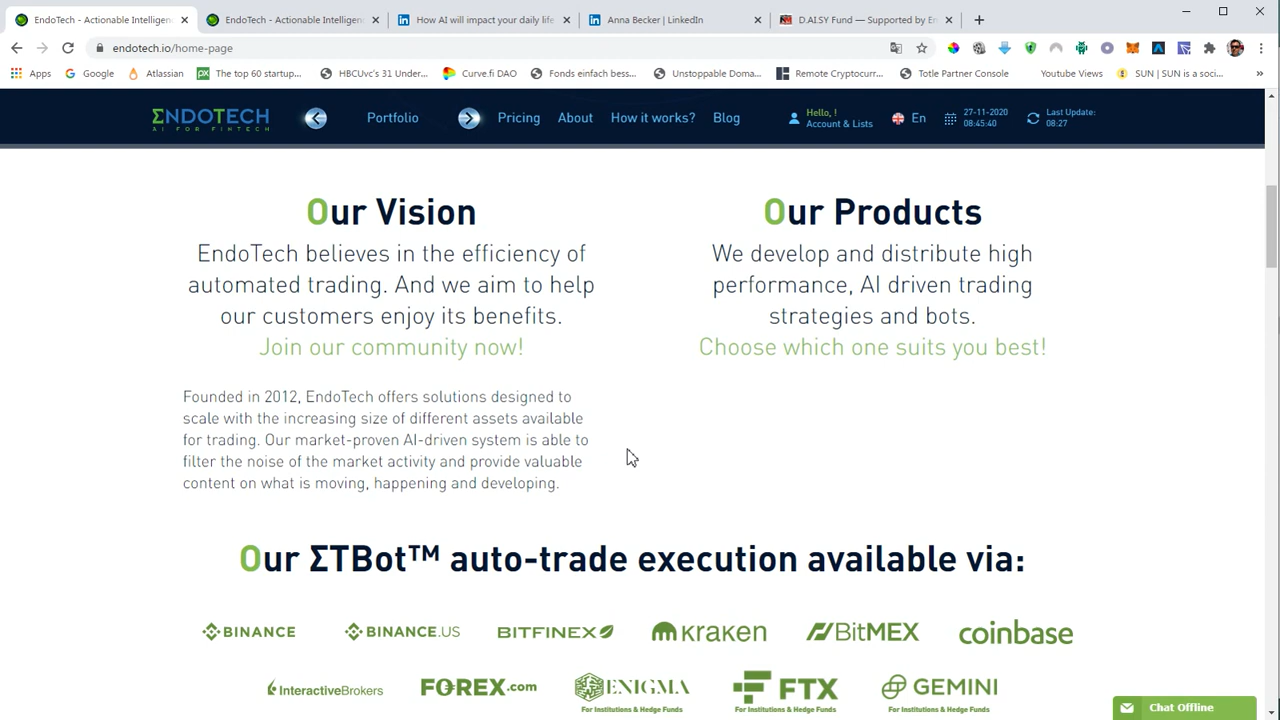 EndoTech - Actionable Intelligenc
EndoTech - Actionable Intelligenc
How AI will impact your daily life
Anna Becker | LinkedIn
D.AI.SY Fund — Supported by En
endotech.io/home-page
Apps
Google
Atlassian
The top 60 startup...
HBCUvc's 31 Under...
Curve.fi DAO
Fonds einfach bess...
Unstoppable Doma...
Remote Cryptocurr...
Totle Partner Console
Youtube Views
SUN | SUN is a soci...
ΣNDOTECH
AI FOR FINTECH
Portfolio
Pricing
About
How it works?
Blog
Hello, !
Account & Lists
En
27-11-2020
08:45:40
Last Update:
08:27
Our Vision
EndoTech believes in the efficiency of
automated trading. And we aim to help
our customers enjoy its benefits.
Join our community now!
Founded in 2012, EndoTech offers solutions designed to
scale with the increasing size of different assets available
for trading. Our market-proven AI-driven system is able to
filter the noise of the market activity and provide valuable
content on what is moving, happening and developing.
Our Products
We develop and distribute high
performance, AI driven trading
strategies and bots.
Choose which one suits you best!
Our ΣTBot™ auto-trade execution available via:
BINANCE
BINANCE.US
BITFINEX
kraken
BitMEX
coinbase
InteractiveBrokers
FOREX.com
ENIGMA
For Institutions & Hedge Funds
FTX
For Institutions & Hedge Funds
GEMINI
For Institutions & Hedge Funds
Chat Offline